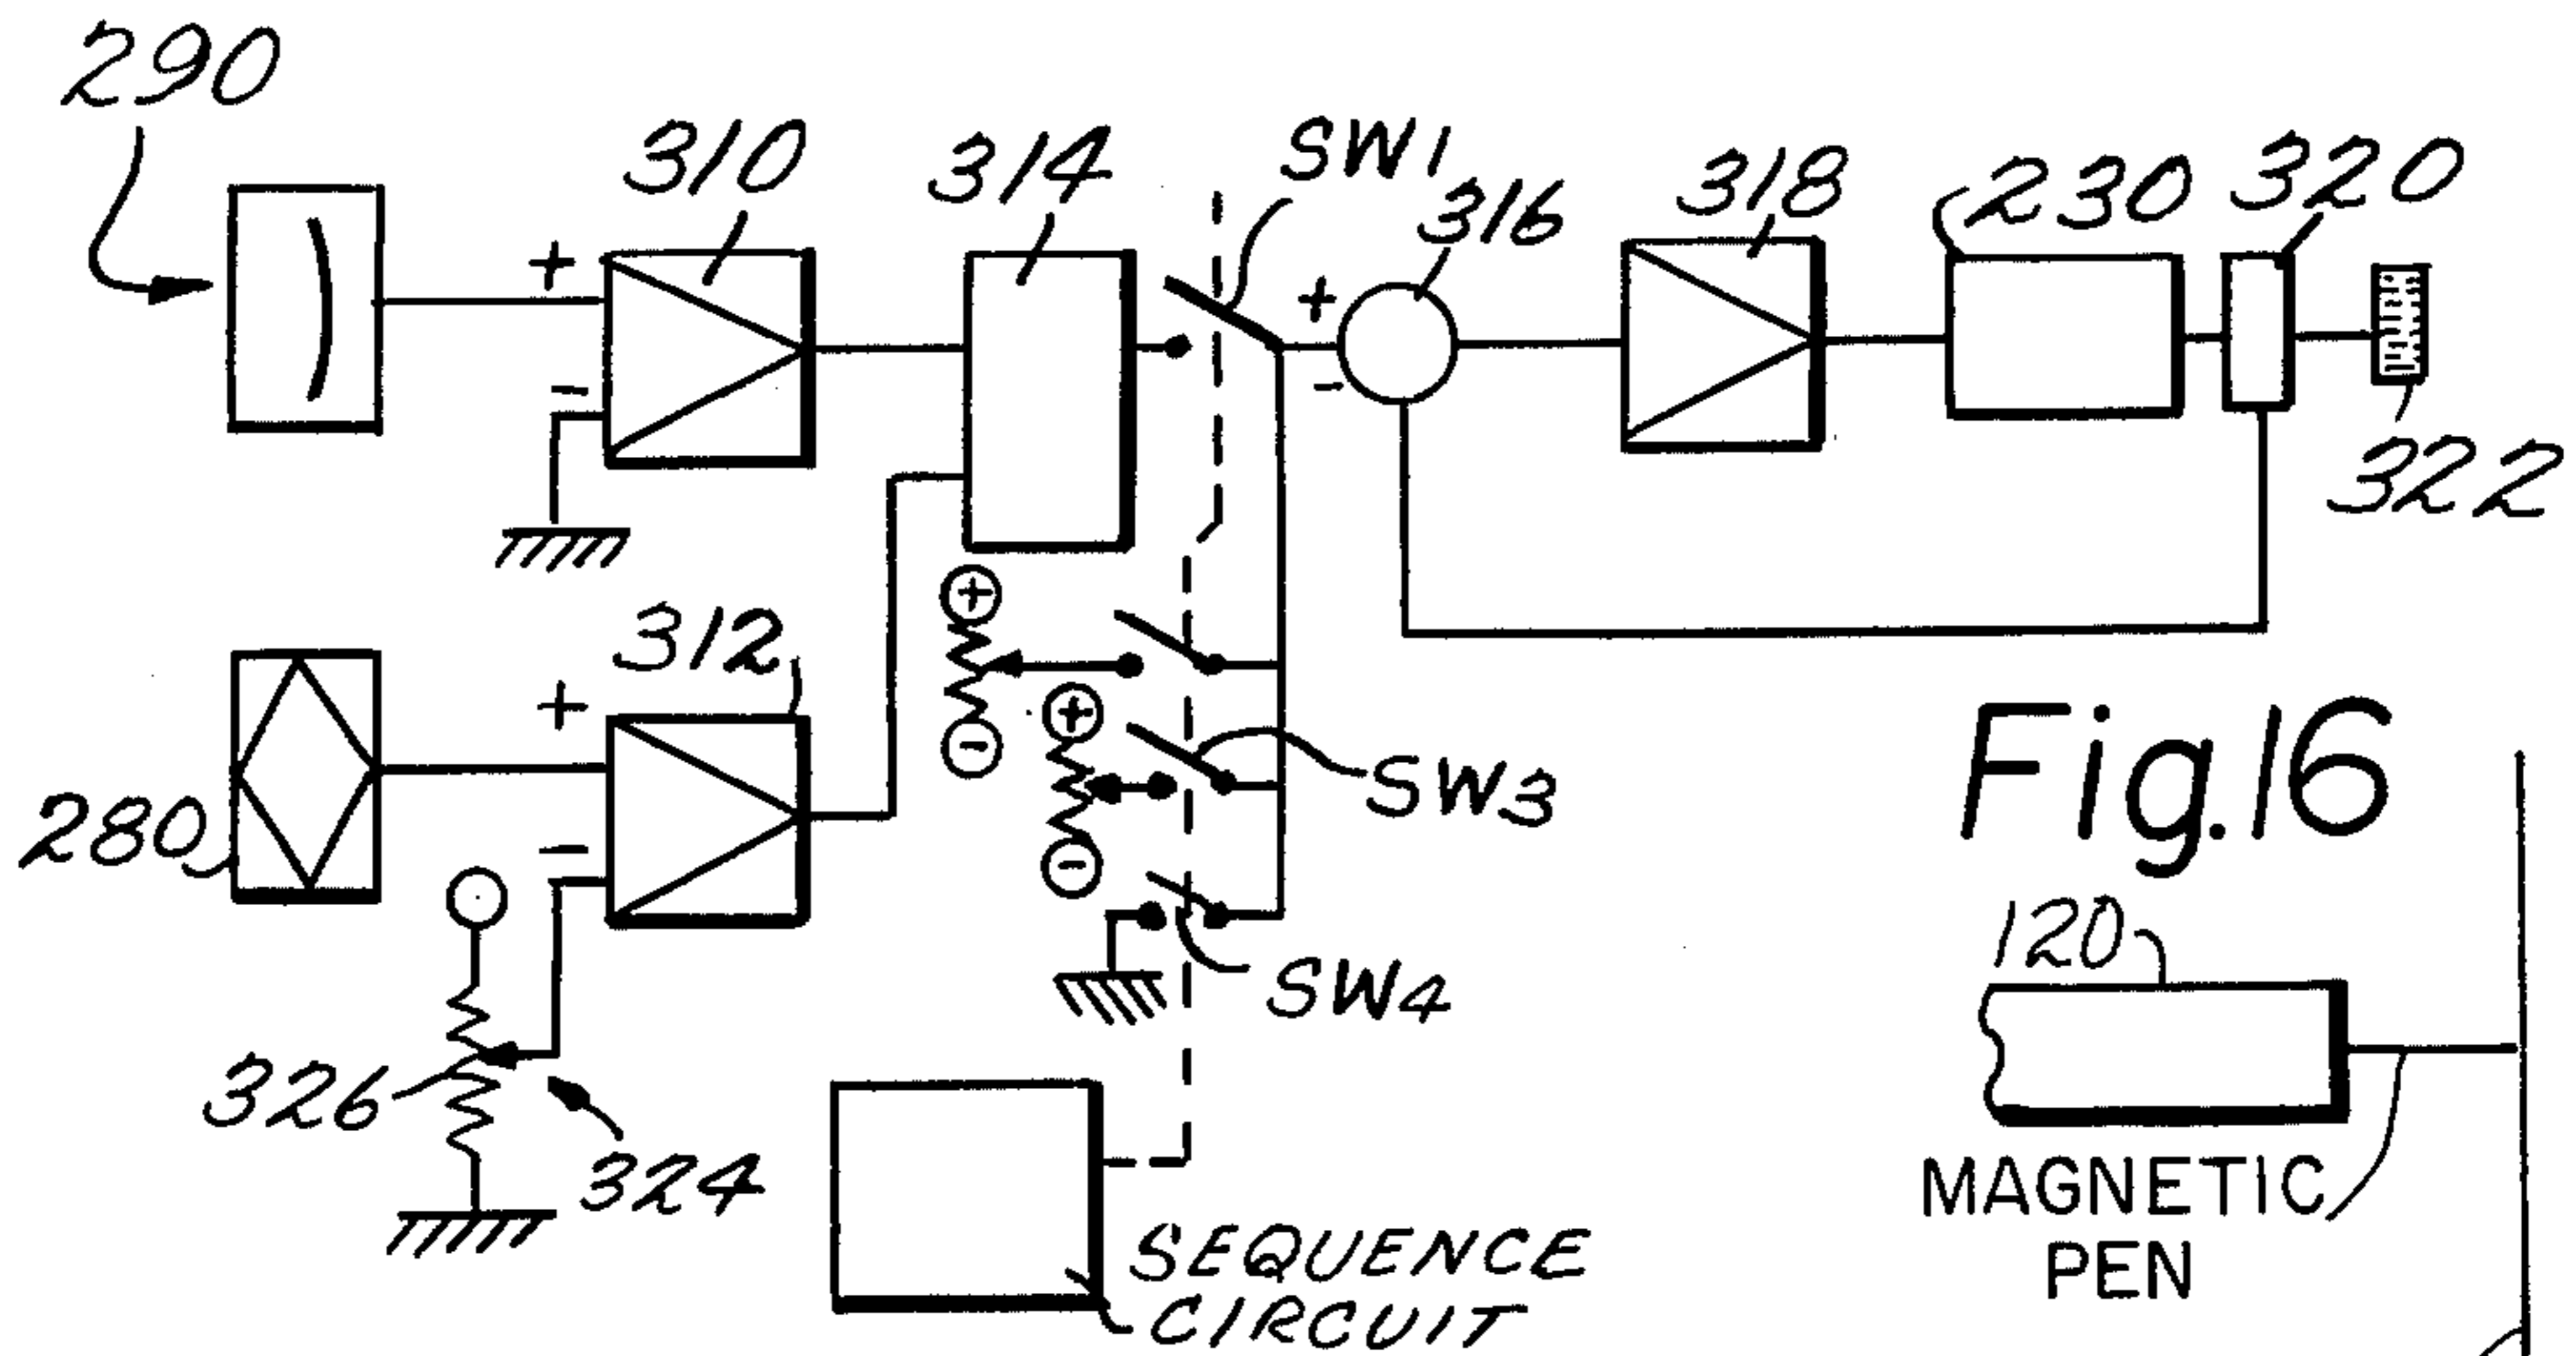 290
310
314
SW1
316
318
230
320
+
+
-
-
322
+
-
312
+
+
-
-
280
SW3
Fig.16
SW4
120
326
324
MAGNETIC
PEN
SEQUENCE
CIRCUIT